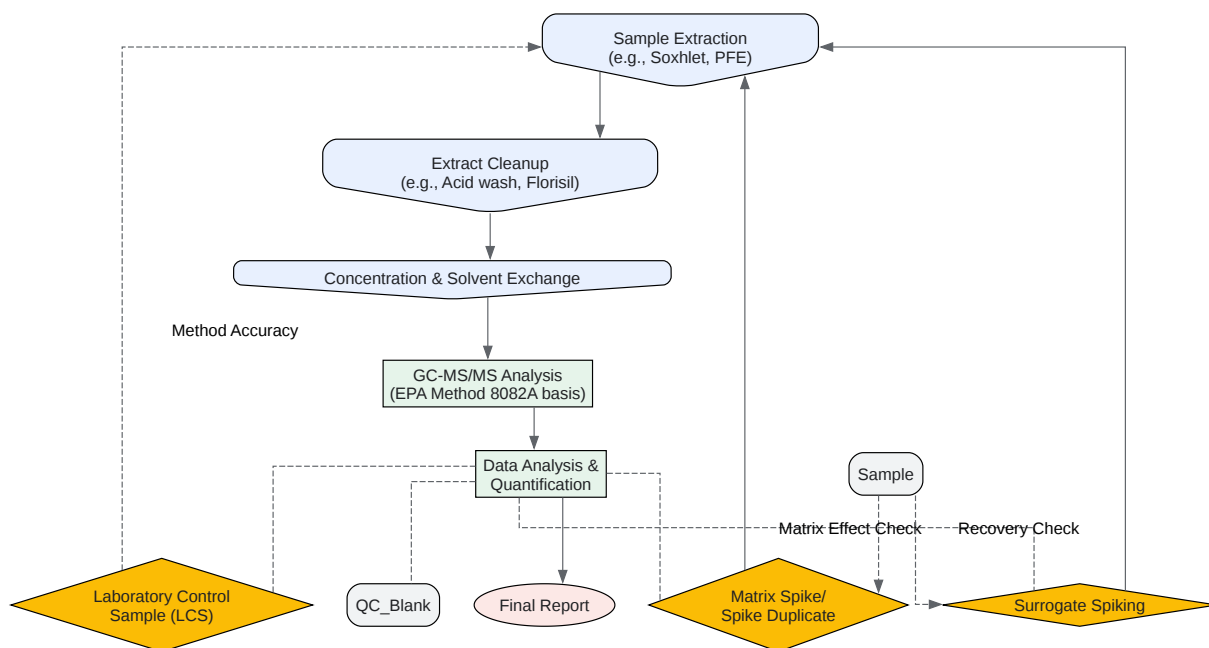 Sample Extraction
(e.g., Soxhlet, PFE)
Extract Cleanup
(e.g., Acid wash, Florisil)
Concentration & Solvent Exchange
Method Accuracy
GC-MS/MS Analysis
(EPA Method 8082A basis)
Data Analysis &
Quantification
Sample
Matrix Effect Check
Recovery Check
Laboratory Control
Sample (LCS)
QC_Blank
Final Report
Matrix Spike/
Spike Duplicate
Surrogate Spiking